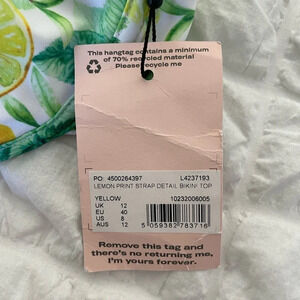 This hangtag contains a minimum
of 70% recycled material
Please recycle me
PO: 4500264397 L4237193
LEMON PRINT STRAP DETAIL BIKINI TOP
YELLOW 10232006005
UK 12
EU 40
US 8
AUS 12
5 059382 783716
Remove this tag and
there's no returning me,
I'm yours forever.